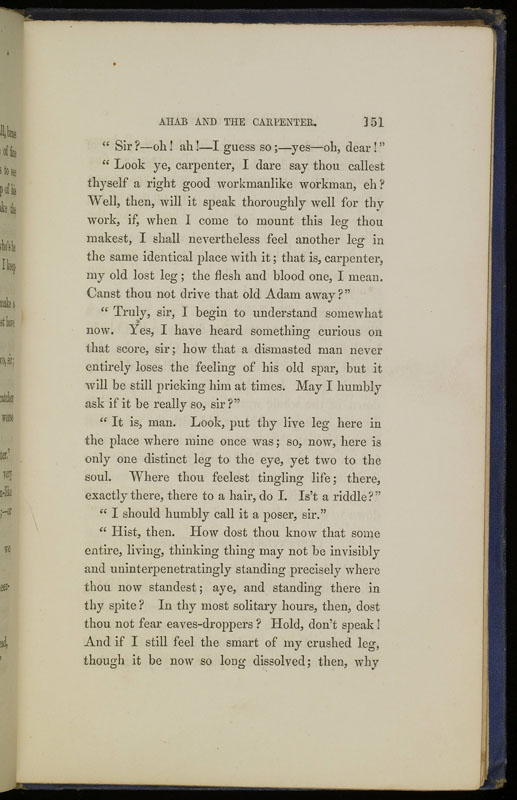 AHAB AND THE CARPENTER. 151
“ Sir?—oh! ah!—I guess so;—yes—oh, dear!”
“ Look ye, carpenter, I dare say thou callest
thyself a right good workmanlike workman, eh?
Well, then, will it speak thoroughly well for thy
work, if, when I come to mount this leg thou
makest, I shall nevertheless feel another leg in
the same identical place with it; that is, carpenter,
my old lost leg; the flesh and blood one, I mean.
Canst thou not drive that old Adam away?”
“ Truly, sir, I begin to understand somewhat
now. Yes, I have heard something curious on
that score, sir; how that a dismasted man never
entirely loses the feeling of his old spar, but it
will be still pricking him at times. May I humbly
ask if it be really so, sir?”
“ It is, man. Look, put thy live leg here in
the place where mine once was; so, now, here is
only one distinct leg to the eye, yet two to the
soul. Where thou feelest tingling life; there,
exactly there, there to a hair, do I. Is’t a riddle?”
“ I should humbly call it a poser, sir.”
“ Hist, then. How dost thou know that some
entire, living, thinking thing may not be invisibly
and uninterpenetratingly standing precisely where
thou now standest; aye, and standing there in
thy spite? In thy most solitary hours, then, dost
thou not fear eaves-droppers? Hold, don’t speak!
And if I still feel the smart of my crushed leg,
though it be now so long dissolved; then, why